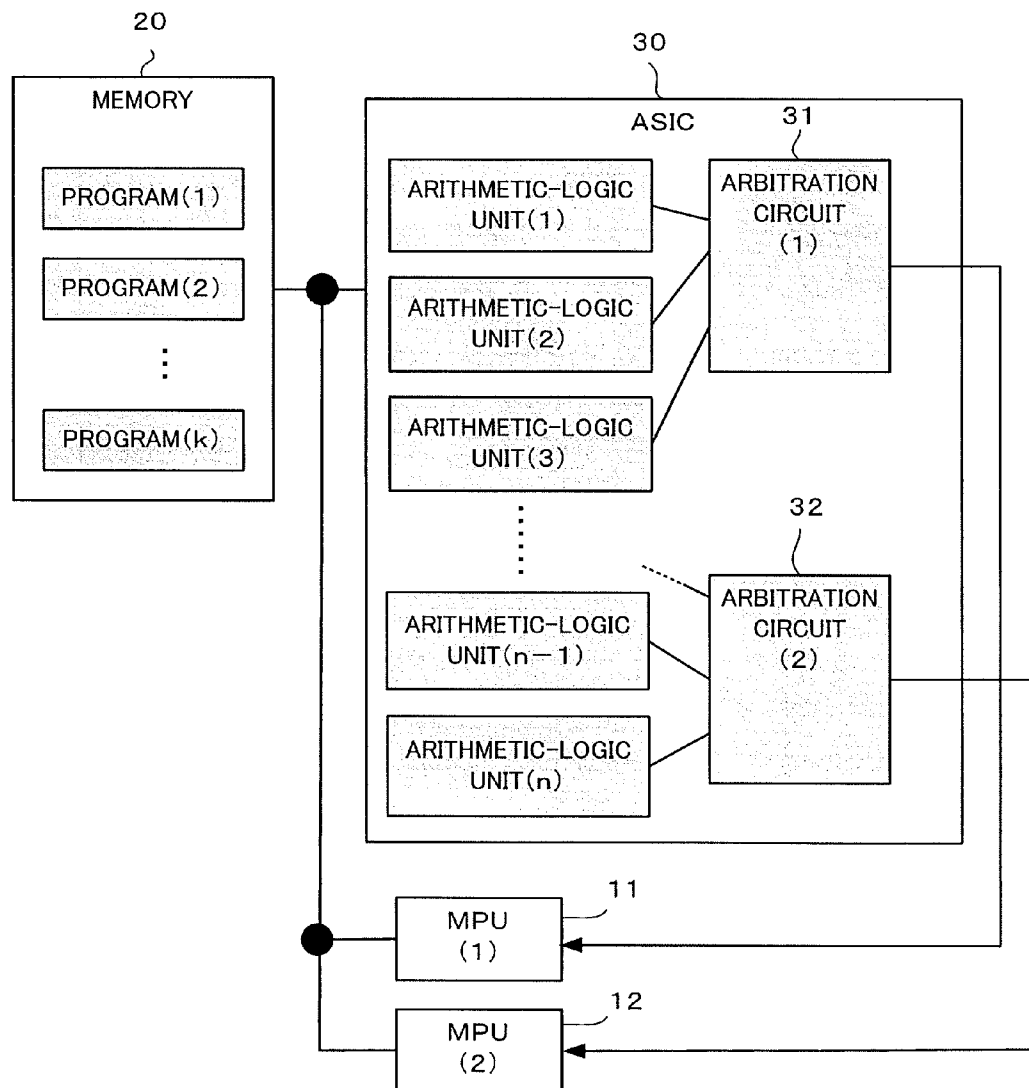 20
MEMORY
PROGRAM(1)
PROGRAM(2)
PROGRAM(k)
30
ASIC
ARITHMETIC-LOGIC
UNIT(1)
ARITHMETIC-LOGIC
UNIT(2)
ARITHMETIC-LOGIC
UNIT(3)
31
ARBITRATION
CIRCUIT
(1)
ARITHMETIC-LOGIC
UNIT(n-1)
ARITHMETIC-LOGIC
UNIT(n)
32
ARBITRATION
CIRCUIT
(2)
11
MPU
(1)
12
MPU
(2)